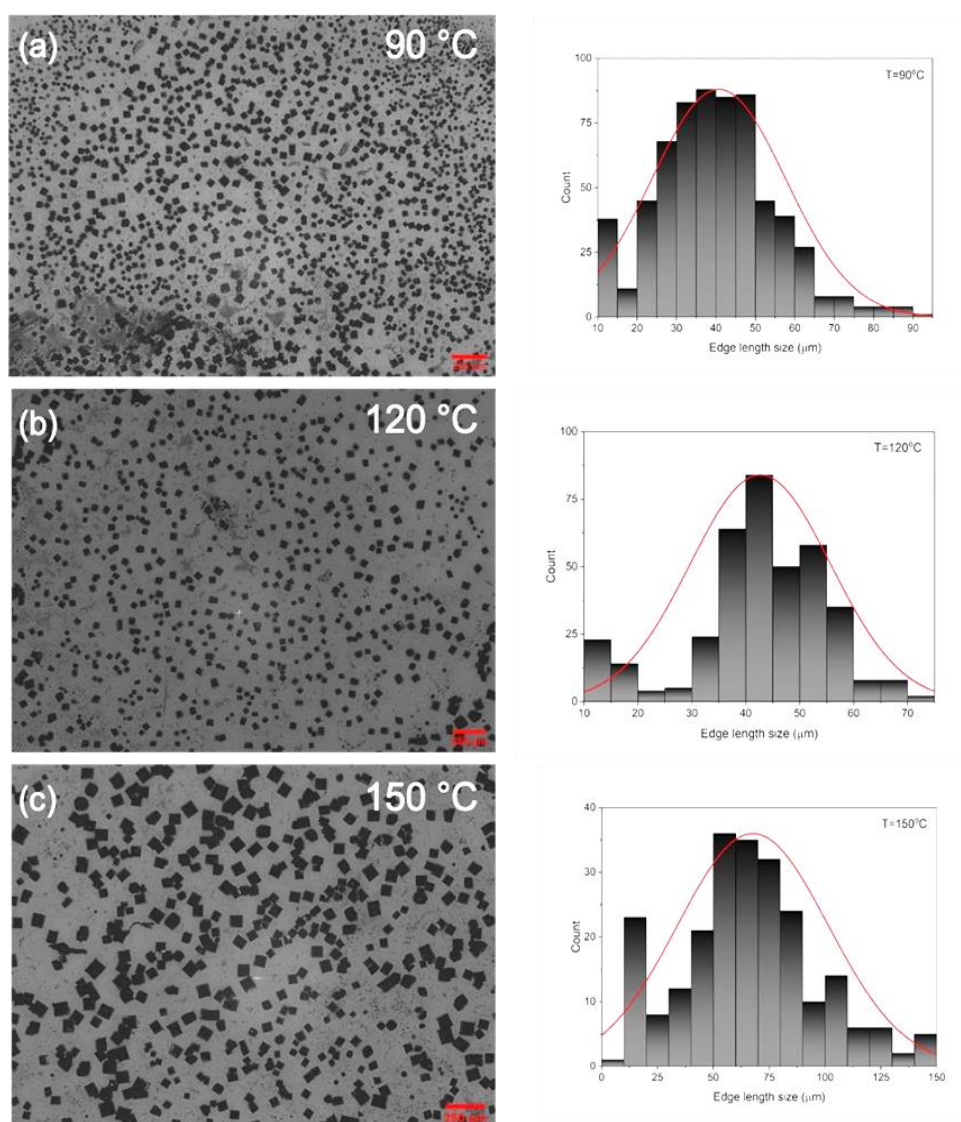 (a)
90 °C
T=90°C
100
75
50
25
0
Count
10 20 30 40 50 60 70 80 90
Edge length size (μm)
(b)
120 °C
T=120°C
100
75
50
25
0
Count
10 20 30 40 50 60 70
Edge length size (μm)
(c)
150 °C
T=150°C
40
30
20
10
0
Count
0 25 50 75 100 125 150
Edge length size (μm)